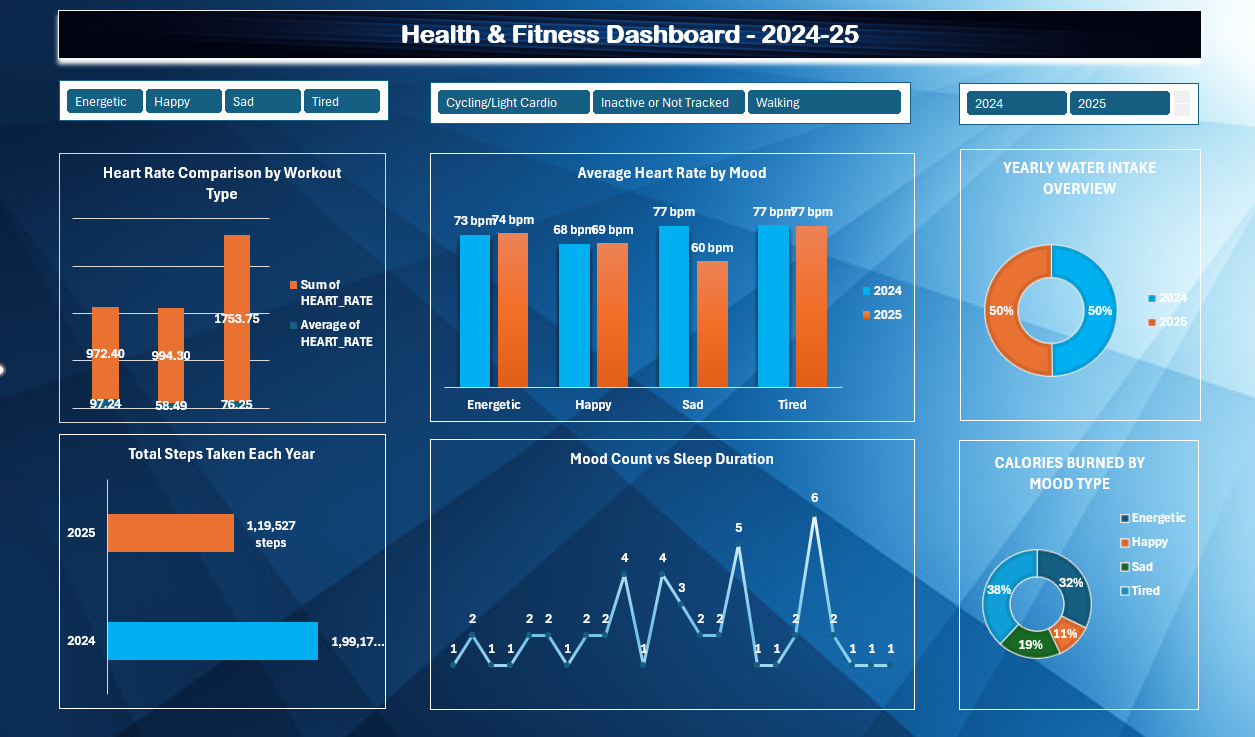 Health & Fitness Dashboard - 2024-25
Energetic
Happy
Sad
Tired
Cycling/Light Cardio
Inactive or Not Tracked
Walking
2024
2025
Heart Rate Comparison by Workout
Type
1753.75
972.40
994.30
97.24
58.49
76.25
Sum of
HEART_RATE
Average of
HEART_RATE
Average Heart Rate by Mood
73 bpm
74 bpm
68 bpm
69 bpm
77 bpm
60 bpm
77 bpm
77 bpm
2024
2025
Energetic
Happy
Sad
Tired
YEARLY WATER INTAKE
OVERVIEW
50%
50%
2024
2025
Total Steps Taken Each Year
2025
1,19,527
steps
2024
1,99,17...
Mood Count vs Sleep Duration
1
2
1
1
2
2
1
2
2
4
1
4
3
2
2
5
1
1
2
6
2
1
1
1
CALORIES BURNED BY
MOOD TYPE
Energetic
Happy
Sad
Tired
38%
32%
11%
19%